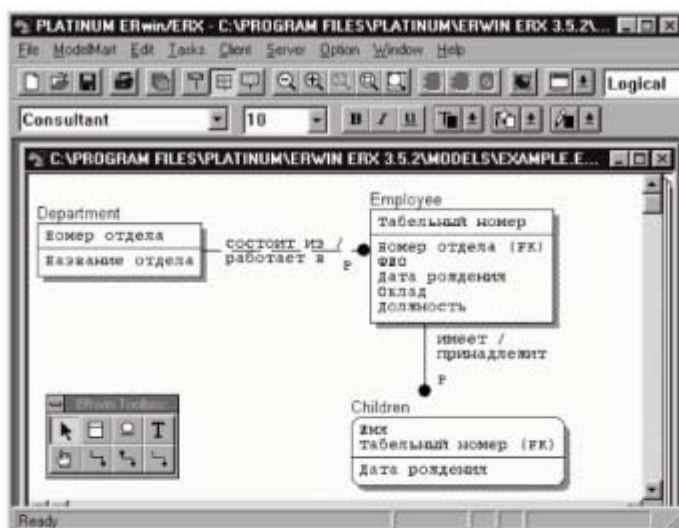 PLATINUM ERwin/ERX - C:\PROGRAM FILES\PLATINUM\ERWIN ERX 3.5.2\...
File ModelMart Edit Tasks Client Server Option Window Help
Logical
Consultant 10 B I U T
C:\PROGRAM FILES\PLATINUM\ERWIN ERX 3.5.2\MODELS\EXAMPLE.E...
Department
Номер отдела
Название отдела
состоит из /
работает в
P
Employee
Табельный номер
Номер отдела (FK)
ФИО
Дата рождения
Оклад
Должность
имеет /
принадлежит
P
ERwin Toolbox
T
Children
Имя
Табельный номер (FK)
Дата рождения
Ready